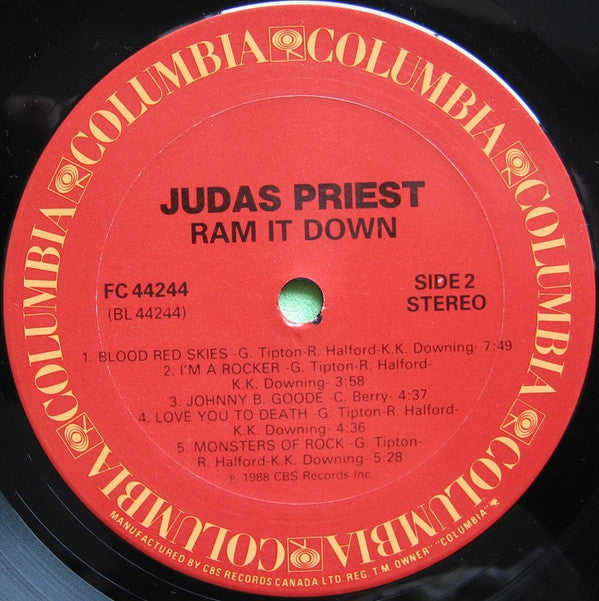 COLUMBIA COLUMBIA COLUMBIA COLUMBIA COLUMBIA COLUMBIA
JUDAS PRIEST
RAM IT DOWN
FC 44244
(BL 44244)
SIDE 2
STEREO
1. BLOOD RED SKIES -G. Tipton-R. Halford-K.K. Downing- 7:49
2. I'M A ROCKER -G. Tipton-R. Halford-
K.K. Downing- 3:58
3. JOHNNY B. GOODE -C. Berry- 4:37
4. LOVE YOU TO DEATH -G. Tipton-R. Halford-
K.K. Downing- 4:36
5. MONSTERS OF ROCK -G. Tipton-
R. Halford-K.K. Downing- 5:28
℗ 1988 CBS Records Inc.
MANUFACTURED BY CBS RECORDS CANADA LTD. REG. T.M. OWNER "COLUMBIA".